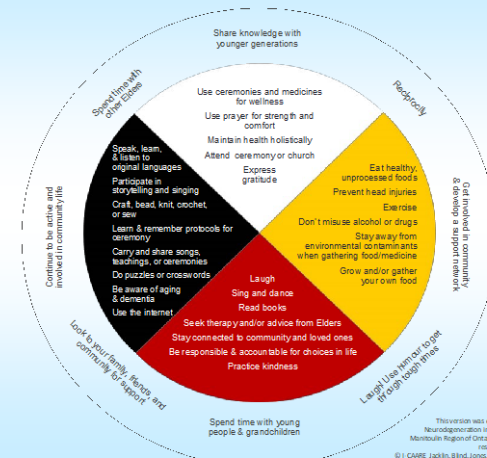 Share knowledge with
younger generations
Spend time with
other Elders
Reciprocity
Use ceremonies and medicines
for wellness
Use prayer for strength and
comfort
Maintain health holistically
Attend ceremony or church
Express
gratitude
Speak, learn,
& listen to
original languages
Participate in
storytelling and singing
Craft, bead, knit, crochet,
or sew
Learn & remember protocols for
ceremony
Carry and share songs,
teachings, or ceremonies
Do puzzles or crosswords
Be aware of aging
& dementia
Use the internet
Eat healthy,
unprocessed foods
Prevent head injuries
Exercise
Don't misuse alcohol or drugs
Stay away from
environmental contaminants
when gathering food/medicine
Grow and/or gather
your own food
Laugh
Sing and dance
Read books
Seek therapy and/or advice from Elders
Stay connected to community and loved ones
Be responsible & accountable for choices in life
Practice kindness
Continue to be active and
involved in community life
Get involved in community
& develop a support network
Look to your family, friends, and
community for support
Laugh! Use humour to get
through tough times
Spend time with young
people & grandchildren
This version was
Neurodegeneration in
Manitoulin Region of Onta
res
© I-CAARE, Jacklin, Blind, Jones